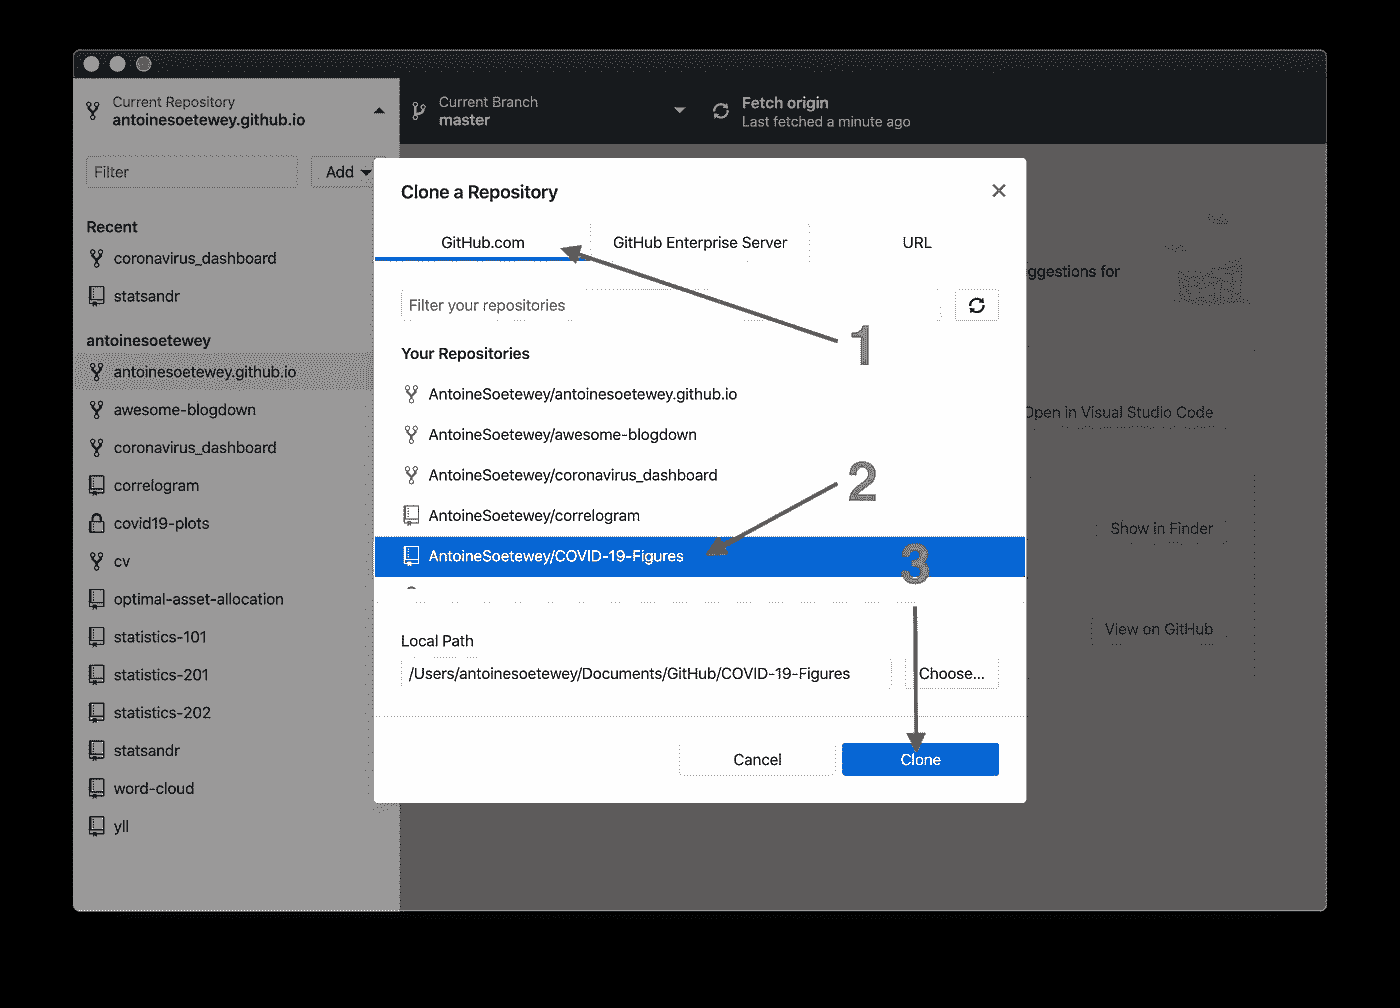 Current Repository
antoinesoetewey.github.io
Current Branch
master
Fetch origin
Last fetched a minute ago
Filter
Add
Recent
coronavirus_dashboard
statsandr
antoinesoetewey
antoinesoetewey.github.io
awesome-blogdown
coronavirus_dashboard
correlogram
covid19-plots
cv
optimal-asset-allocation
statistics-101
statistics-201
statistics-202
statsandr
word-cloud
yll
Clone a Repository
GitHub.com
GitHub Enterprise Server
URL
Filter your repositories
1
Your Repositories
AntoineSoetewey/antoinesoetewey.github.io
AntoineSoetewey/awesome-blogdown
AntoineSoetewey/coronavirus_dashboard
2
AntoineSoetewey/correlogram
AntoineSoetewey/COVID-19-Figures
3
Local Path
/Users/antoinesoetewey/Documents/GitHub/COVID-19-Figures
Choose...
Cancel
Clone
ggestions for
Open in Visual Studio Code
Show in Finder
View on GitHub